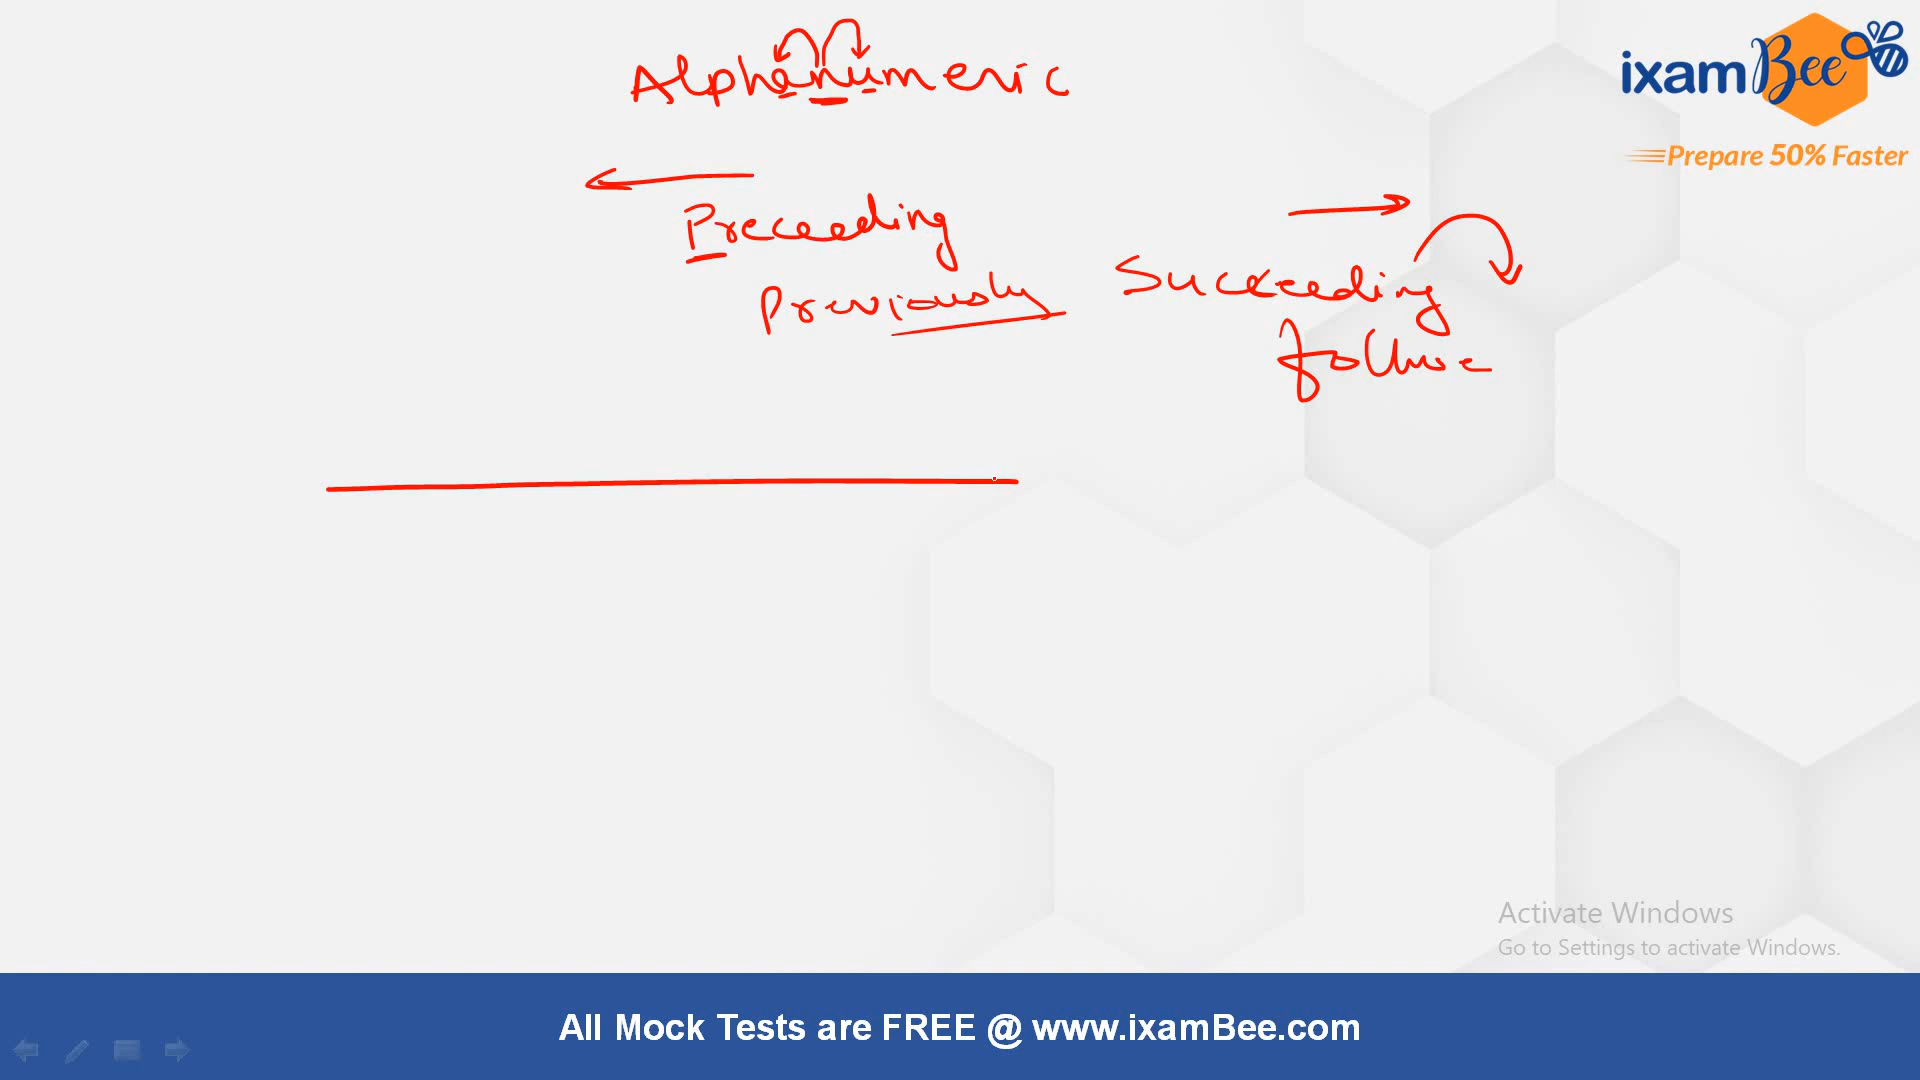 Alphanumeric
ixamBee
Prepare 50% Faster
Preceeding
Previously
Succeeding
Activate Windows
Go to Settings to activate Windows.
All Mock Tests are FREE @ www.ixamBee.com